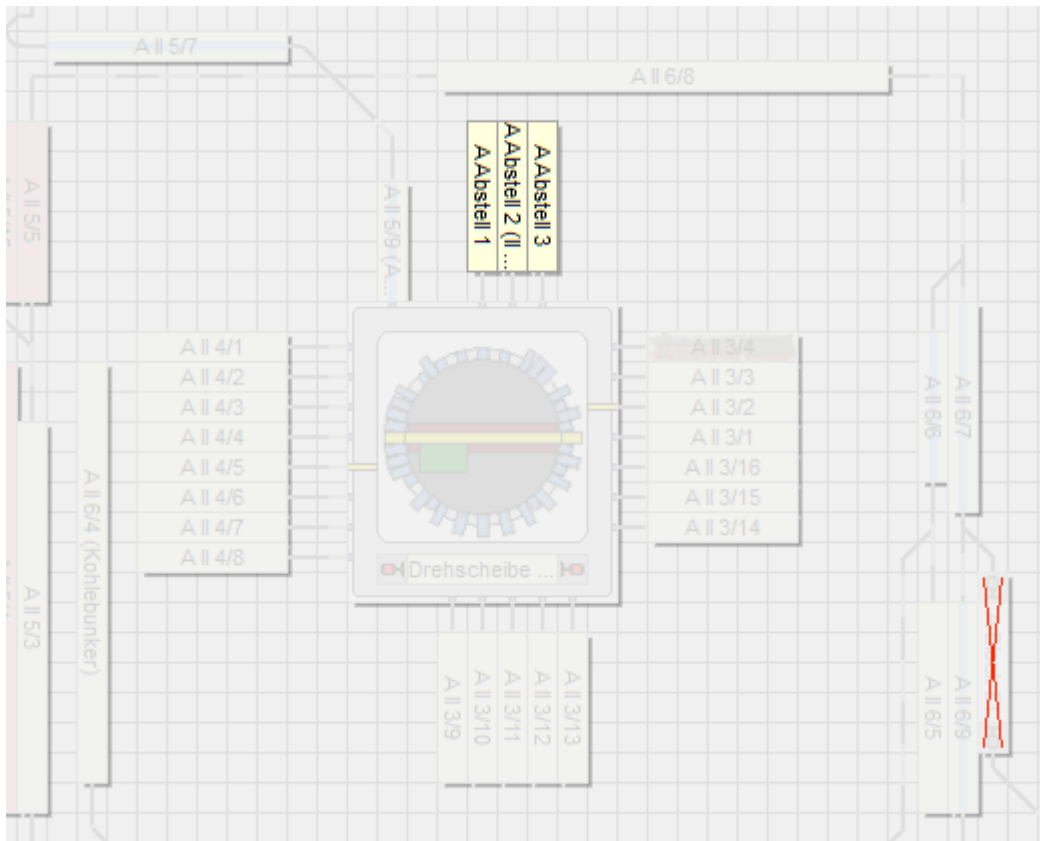 A II 5/7
A II 6/8
A II 5/5
A II 5/9 (A...
AAbstell 1
AAbstell 2 (II ...
AAbstell 3
A II 4/1
A II 4/2
A II 4/3
A II 4/4
A II 4/5
A II 4/6
A II 4/7
A II 4/8
A II 3/4
A II 3/3
A II 3/2
A II 3/1
A II 3/16
A II 3/15
A II 3/14
A II 6/6
A II 6/7
A II 6/4 (Kohlebunker)
Drehscheibe ...
A II 5/3
A II 3/9
A II 3/10
A II 3/11
A II 3/12
A II 3/13
A II 6/5
A II 6/9